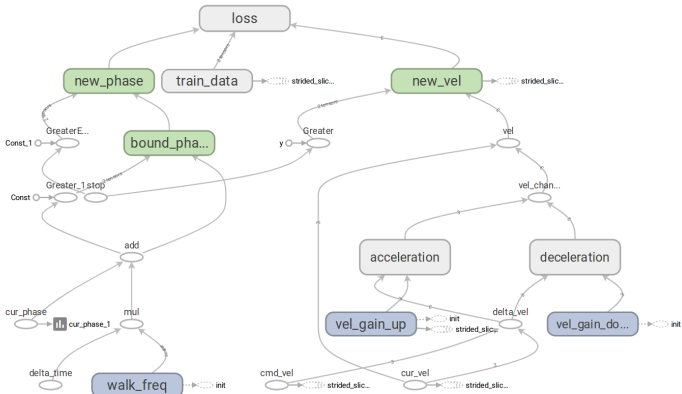 loss
new_phase
train_data
strided_slic...
new_vel
strided_slic...
GreaterE...
Const_1
bound_pha...
Greater
y
vel
Greater_1
stop
Const
vel_chan...
add
acceleration
deceleration
cur_phase
cur_phase_1
mul
vel_gain_up
init
strided_slic...
delta_vel
vel_gain_do...
init
delta_time
walk_freq
init
cmd_vel
strided_slic...
cur_vel
strided_slic...